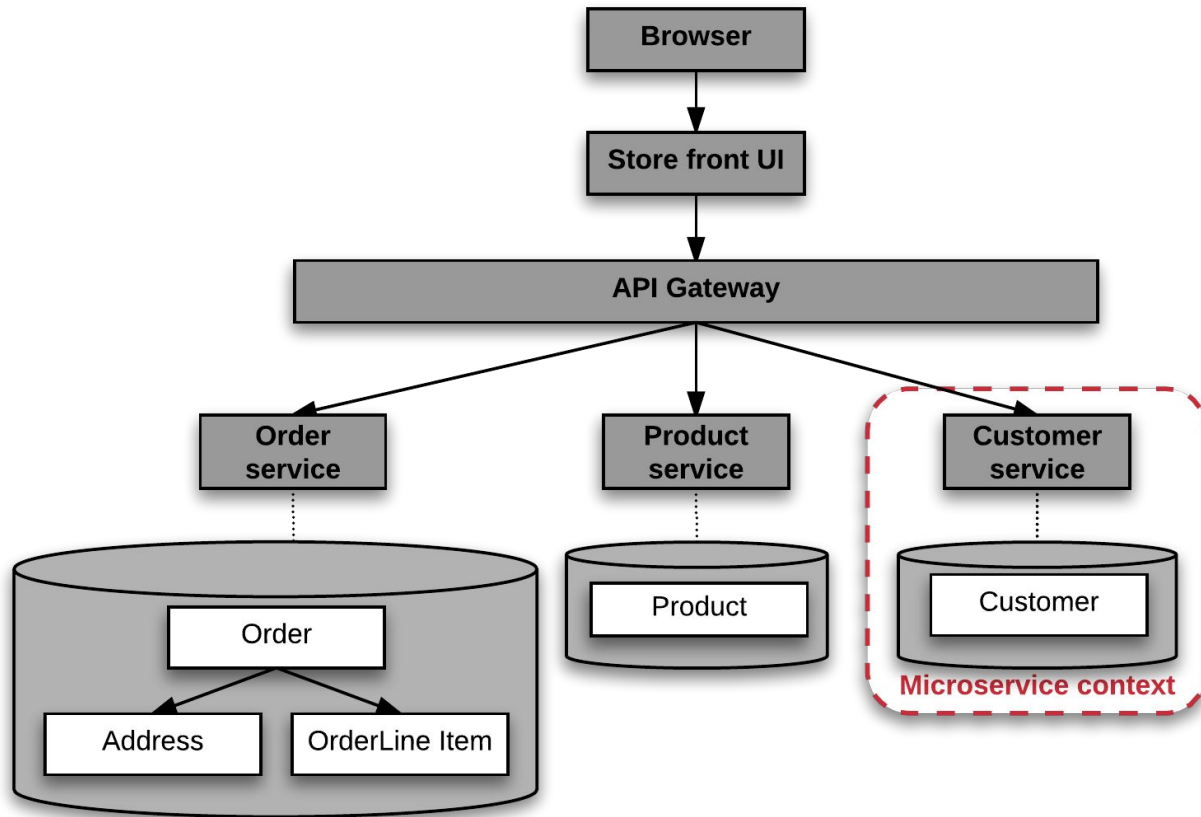 Browser
Store front UI
API Gateway
Order
service
Product
service
Customer
service
Order
Address
OrderLine Item
Product
Customer
Microservice context